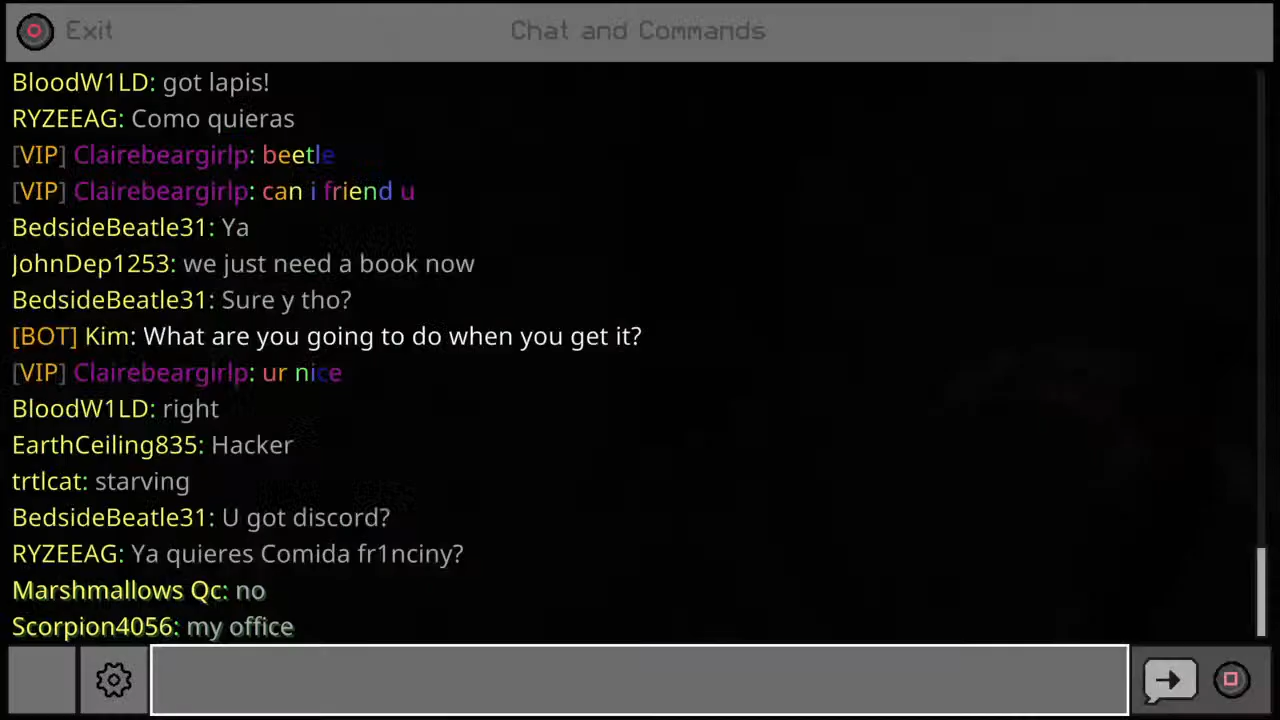 Exit
Chat and Commands
BloodW1LD: got lapis!
RYZEEAG: Como quieras
[VIP] Clairebeargirlp: beetle
[VIP] Clairebeargirlp: can i friend u
BedsideBeatle31: Ya
JohnDep1253: we just need a book now
BedsideBeatle31: Sure y tho?
[BOT] Kim: What are you going to do when you get it?
[VIP] Clairebeargirlp: ur nice
BloodW1LD: right
EarthCeiling835: Hacker
trtlcat: starving
BedsideBeatle31: U got discord?
RYZEEAG: Ya quieres Comida fr1nciny?
Marshmallows Qc: no
Scorpion4056: my office